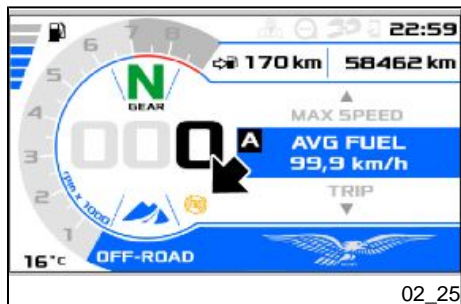 22:59
7 8
6
5
4
3
2
1
rpm x 1000
N
GEAR
000
170 km
58462 km
MAX SPEED
A
AVG FUEL
99,9 km/h
TRIP
16°C
OFF-ROAD
02_25